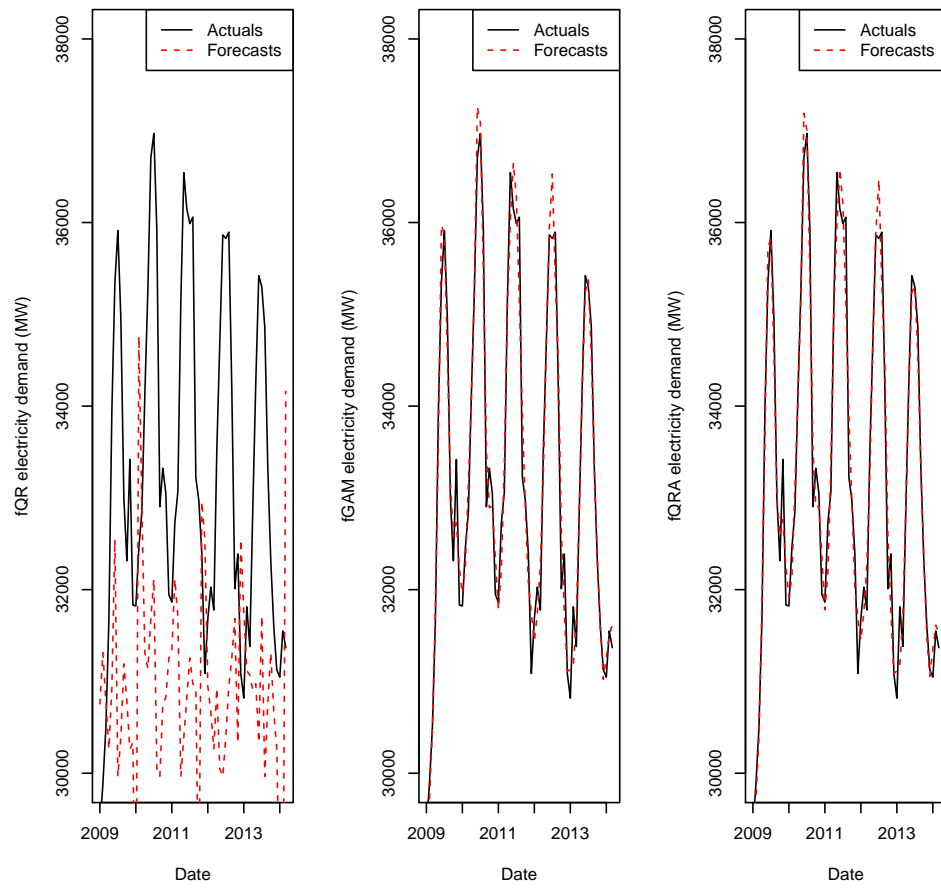 Actuals
Forecasts
38000
36000
34000
32000
30000
fQR electricity demand (MW)
2009 2011 2013
Date
Actuals
Forecasts
38000
36000
34000
32000
30000
fGAM electricity demand (MW)
2009 2011 2013
Date
Actuals
Forecasts
38000
36000
34000
32000
30000
fQRA electricity demand (MW)
2009 2011 2013
Date